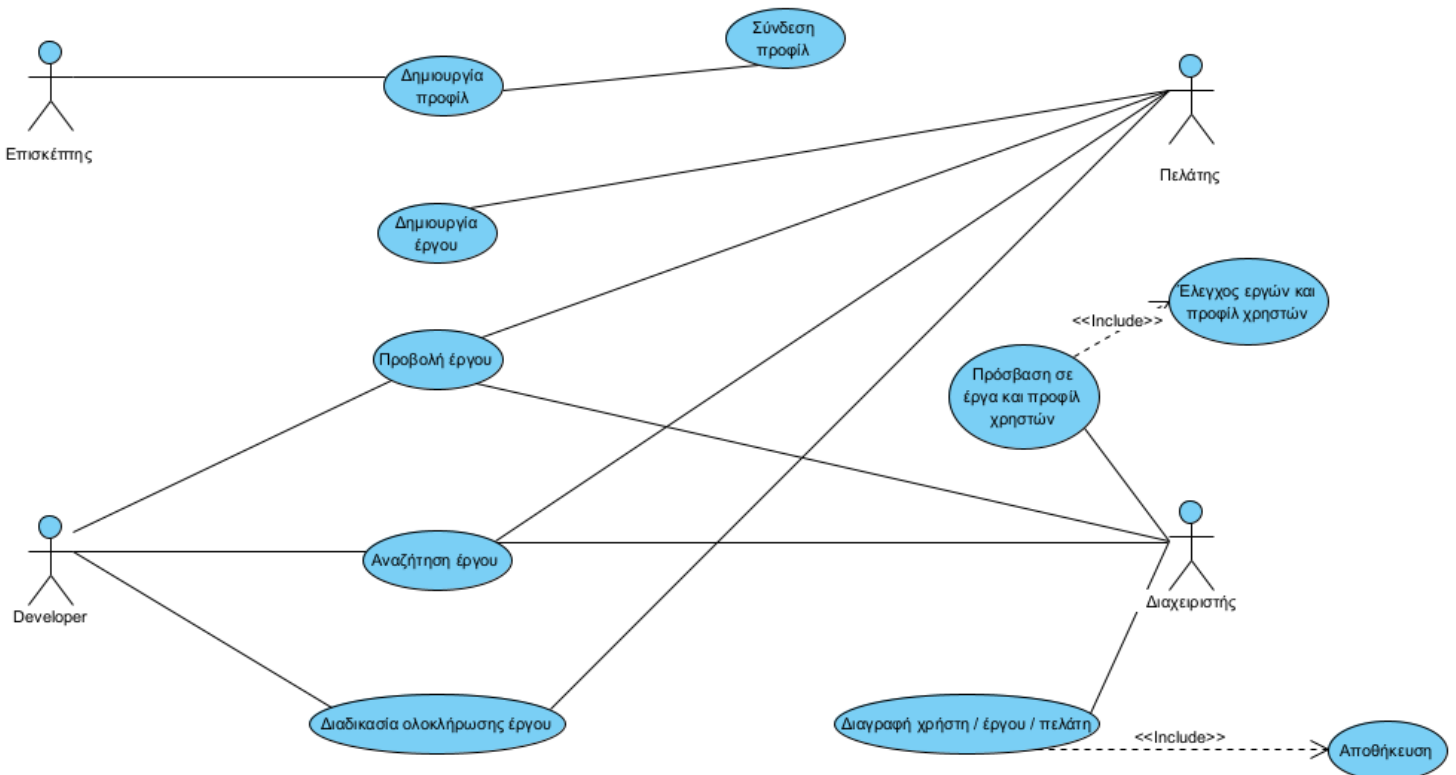 Σύνδεση
προφίλ
Δημιουργία
προφίλ
Επισκέπτης
Πελάτης
Δημιουργία
έργου
Έλεγχος εργών και
προφίλ χρηστών
<<Include>>
Προβολή έργου
Πρόσβαση σε
έργα και προφίλ
χρηστών
Αναζήτηση έργου
Developer
Διαχειριστής
Διαδικασία ολοκλήρωσης έργου
Διαγραφή χρήστη / έργου / πελάτη
<<Include>>
Αποθήκευση